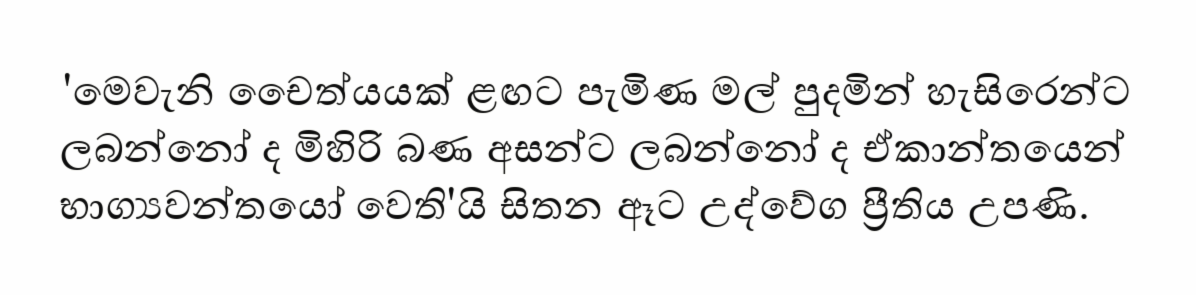 'මෙවැනි චෛත්යයක් ළඟට පැමිණ මල් පුදමින් හැසිරෙන්ට
ලබන්නෝ ද මිහිරි බණ අසන්ට ලබන්නෝ ද ඒකාන්තයෙන්
භාග්‍යවන්තයෝ වෙති'යි සිතන ඈට උද්වේග ප්‍රීතිය උපණි.